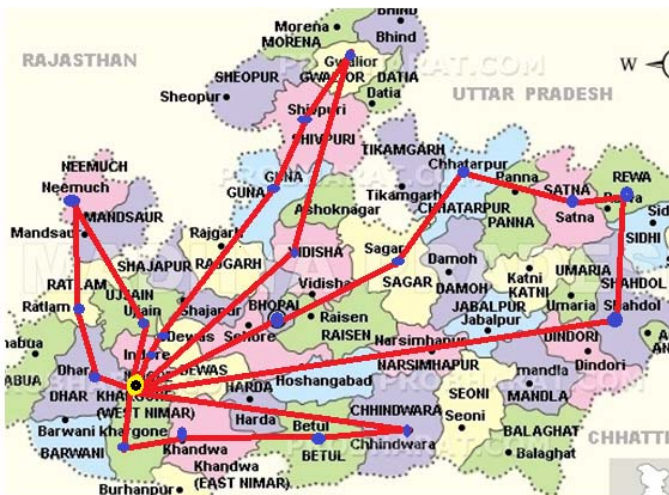 BHIND
Morena
MORENA
Bhind
RAJASTHAN
Gwalior
GWALIOR
SHEOPUR
DATIA
Datia
Sheopur
UTTAR PRADESH
W
Shivpuri
SHIVPURI
TIKAMGARH
NEEMUCH
Neemuch
Chhatarpur
GUNA
GUNA
Panna
REWA
SATNA
Tikamgarh
MANDSAUR
Ashoknagar
CHHATARPUR
Satna
PANNA
Mandsaur
Rajgarh
RAJGARH
VIDISHA
Sagar
SIDHI
SHAJAPUR
Damoh
Katni
KATNI
UMARIA
SHAHDOL
RATLAM
UJJAIN
SAGAR
DAMOH
Ratlam
Ujjain
Shajapur
Vidisha
BHOPAL
Raisen
RAISEN
JABALPUR
Jabalpur
Umaria
Shahdol
Dewas
Sehore
DINDORI
Dindori
Indore
Narsimhapur
NARSIMHAPUR
Dhar
DEWAS
Hoshangabad
mandla
MANDLA
DHAR
KHARGONE
(WEST NIMAR)
HARDA
Harda
SEONI
Seoni
CHHINDWARA
Chhindwara
Barwani
BARWANI
khargone
Khandwa
Betul
BETUL
BALAGHAT
Balaghat
CHHATTI
Khandwa
(EAST NIMAR)
Burhanpur